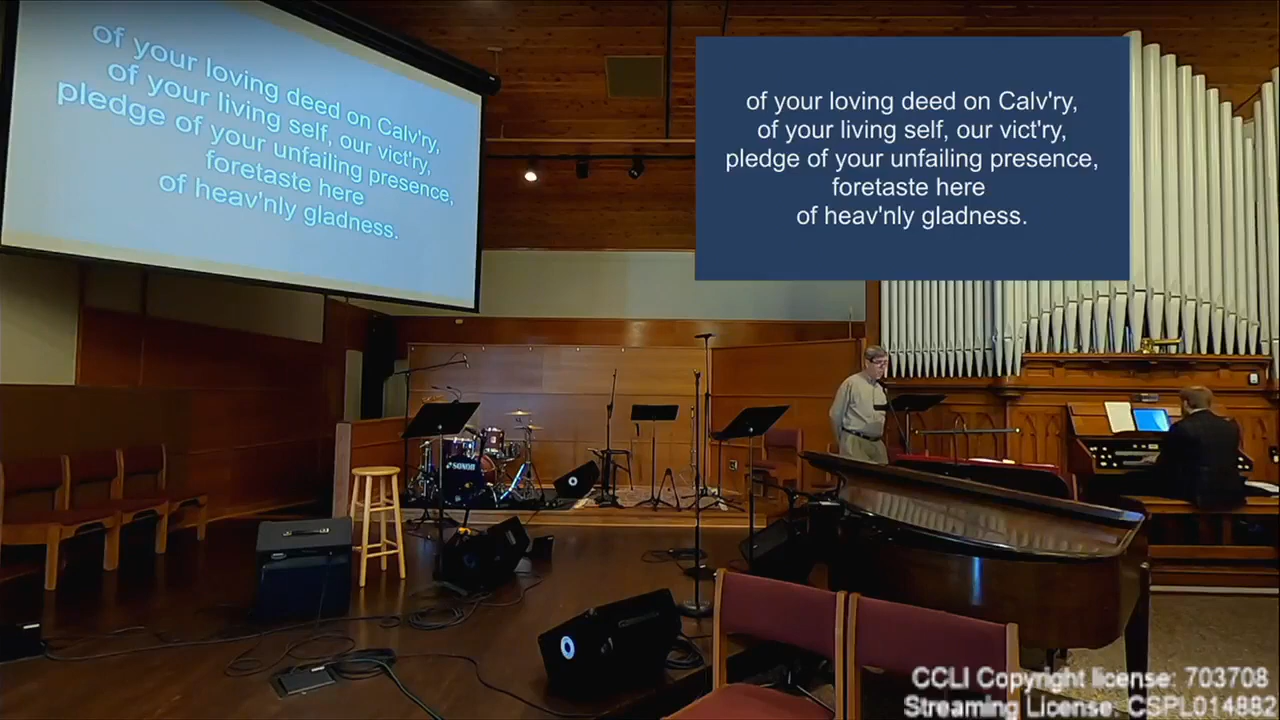 of your loving deed on Calv'ry,
of your living self, our vict'ry,
pledge of your unfailing presence,
foretaste here
of heav'nly gladness.
of your loving deed on Calv'ry,
of your living self, our vict'ry,
pledge of your unfailing presence,
foretaste here
of heav'nly gladness.
SONOR
CCLI Copyright license: 703708
Streaming License CSPL014882